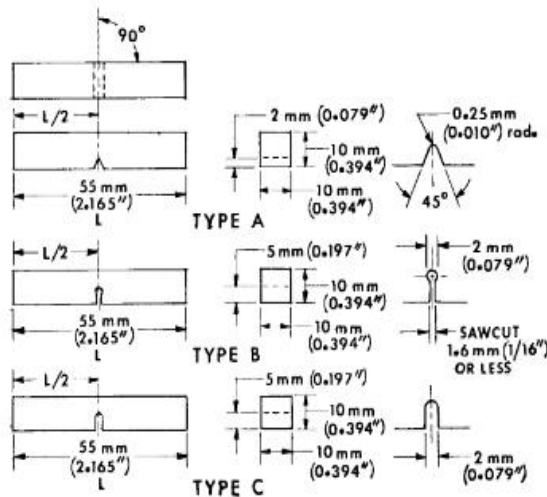 90°
L/2
2 mm (0.079")
0.25 mm
(0.010") rad.
10 mm
(0.394")
55 mm
(2.165")
L
10 mm
(0.394")
45°
TYPE A
L/2
5 mm (0.197")
2 mm
(0.079")
10 mm
(0.394")
55 mm
(2.165")
L
10 mm
(0.394")
SAWCUT
1.6 mm (1/16")
OR LESS
TYPE B
L/2
5 mm (0.197")
10 mm
(0.394")
55 mm
(2.165")
L
10 mm
(0.394")
2 mm
(0.079")
TYPE C